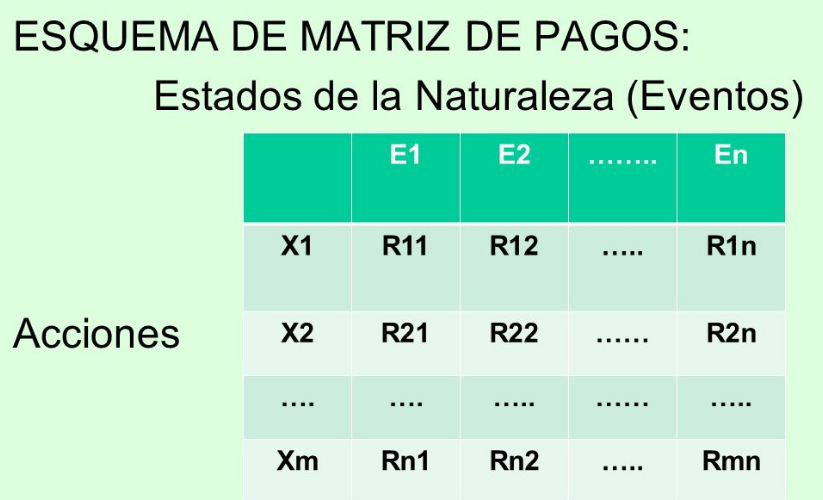 ESQUEMA DE MATRIZ DE PAGOS:
Estados de la Naturaleza (Eventos)
E1 E2 …….. En
X1 R11 R12 ….. R1n
Acciones X2 R21 R22 …… R2n
…. …. ….. …… …..
Xm Rn1 Rn2 ….. Rmn